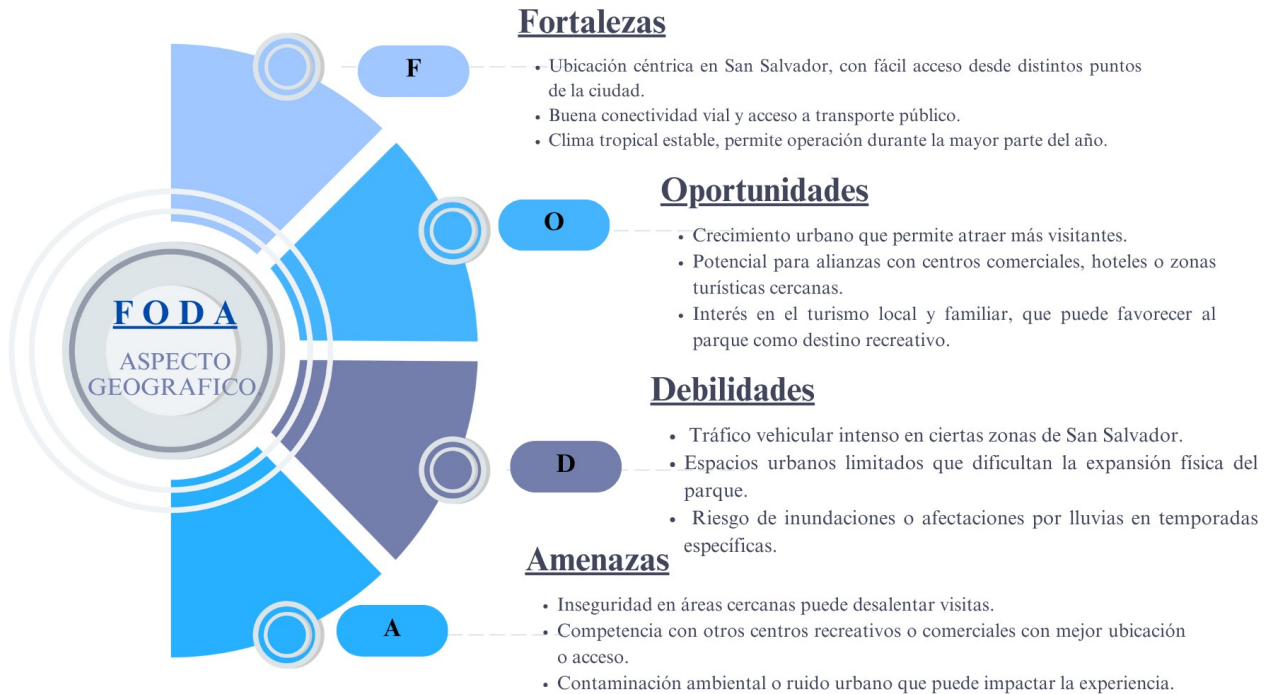 Fortalezas
F
• Ubicación céntrica en San Salvador, con fácil acceso desde distintos puntos
de la ciudad.
• Buena conectividad vial y acceso a transporte público.
• Clima tropical estable, permite operación durante la mayor parte del año.
Oportunidades
O
• Crecimiento urbano que permite atraer más visitantes.
• Potencial para alianzas con centros comerciales, hoteles o zonas
turísticas cercanas.
• Interés en el turismo local y familiar, que puede favorecer al
parque como destino recreativo.
F O D A
ASPECTO
GEOGRAFICO.
Debilidades
D
• Tráfico vehicular intenso en ciertas zonas de San Salvador.
• Espacios urbanos limitados que dificultan la expansión física del
parque.
• Riesgo de inundaciones o afectaciones por lluvias en temporadas
específicas.
Amenazas
A
• Inseguridad en áreas cercanas puede desalentar visitas.
• Competencia con otros centros recreativos o comerciales con mejor ubicación
o acceso.
• Contaminación ambiental o ruido urbano que puede impactar la experiencia.